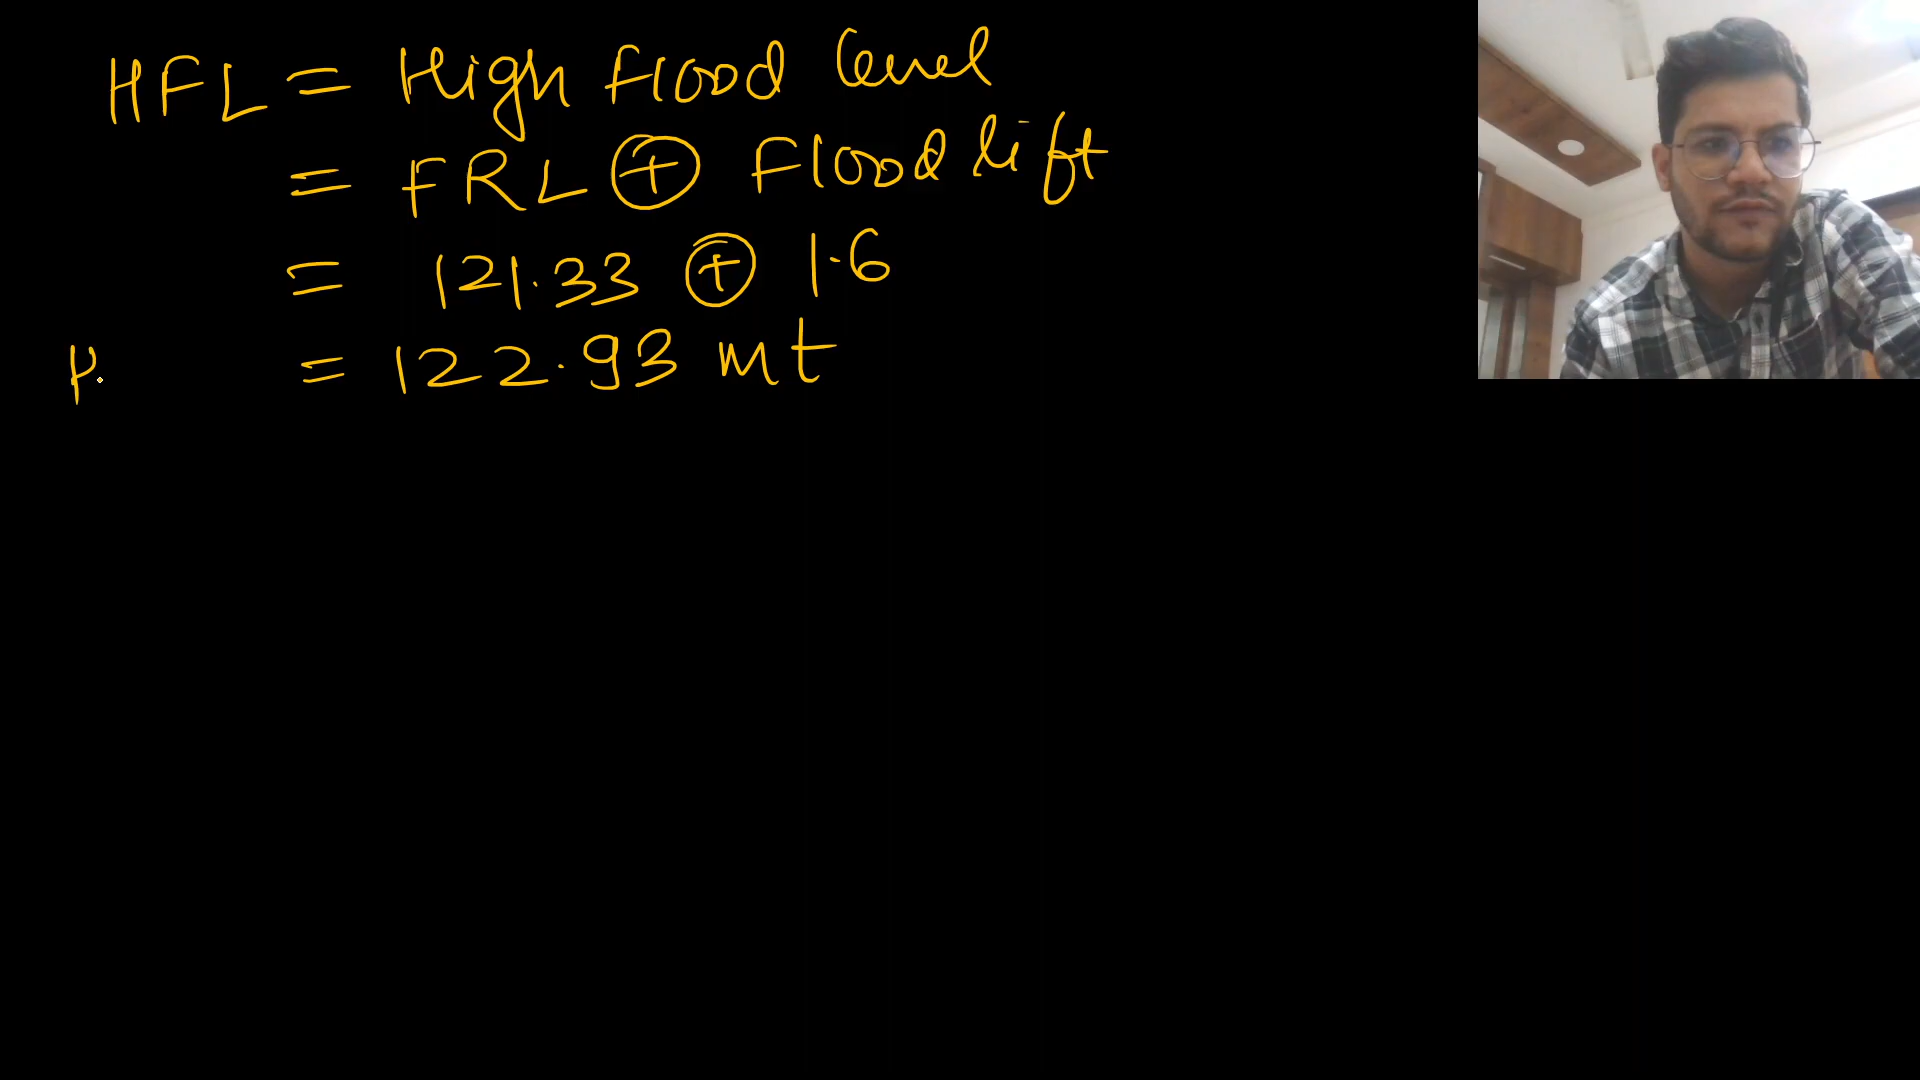 HFL = High flood level
= FRL ⊕ Flood lift
= 121.33 ⊕ 1.6
= 122.93 mt